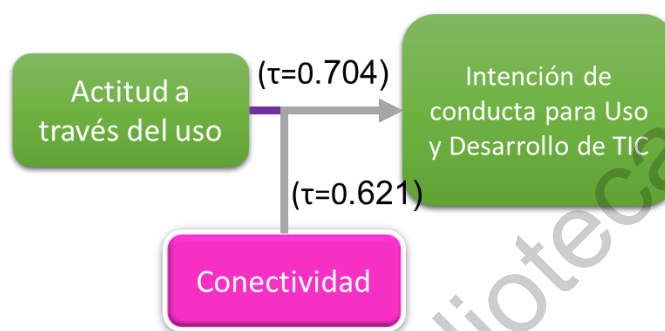 (τ=0.704)
Actitud a
través del uso
Intención de
conducta para Uso
y Desarrollo de TIC
(τ=0.621)
Conectividad